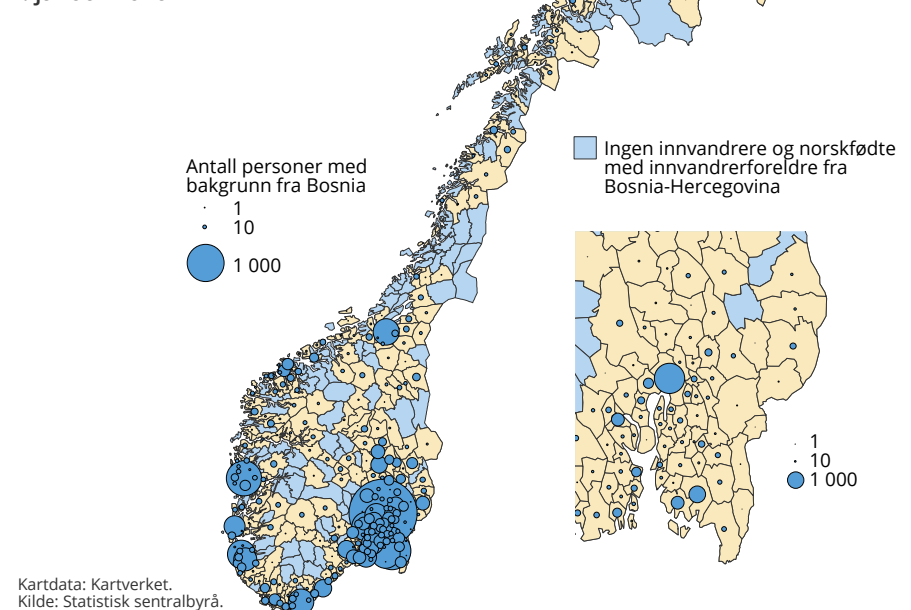 Antall personer med
bakgrunn fra Bosnia
1
10
1 000
Ingen innvandrere og norskfødte
med innvandrerforeldre fra
Bosnia-Hercegovina
1
10
1 000
Kartdata: Kartverket.
Kilde: Statistisk sentralbyrå.